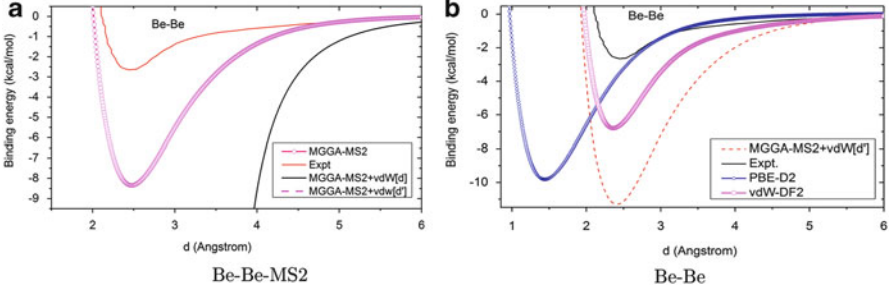 a
b
Be-Be
Be-Be
Binding energy (kcal/mol)
0
-1
-2
-3
-4
-5
-6
-7
-8
-9
MGGA-MS2
Expt
MGGA-MS2+vdW[d]
MGGA-MS2+vdw[d']
2
3
4
5
6
d (Angstrom)
Be-Be-MS2
Binding energy (kcal/mol)
0
-2
-4
-6
-8
-10
MGGA-MS2+vdW[d']
Expt.
PBE-D2
vdW-DF2
1
2
3
4
5
6
d (Angstrom)
Be-Be